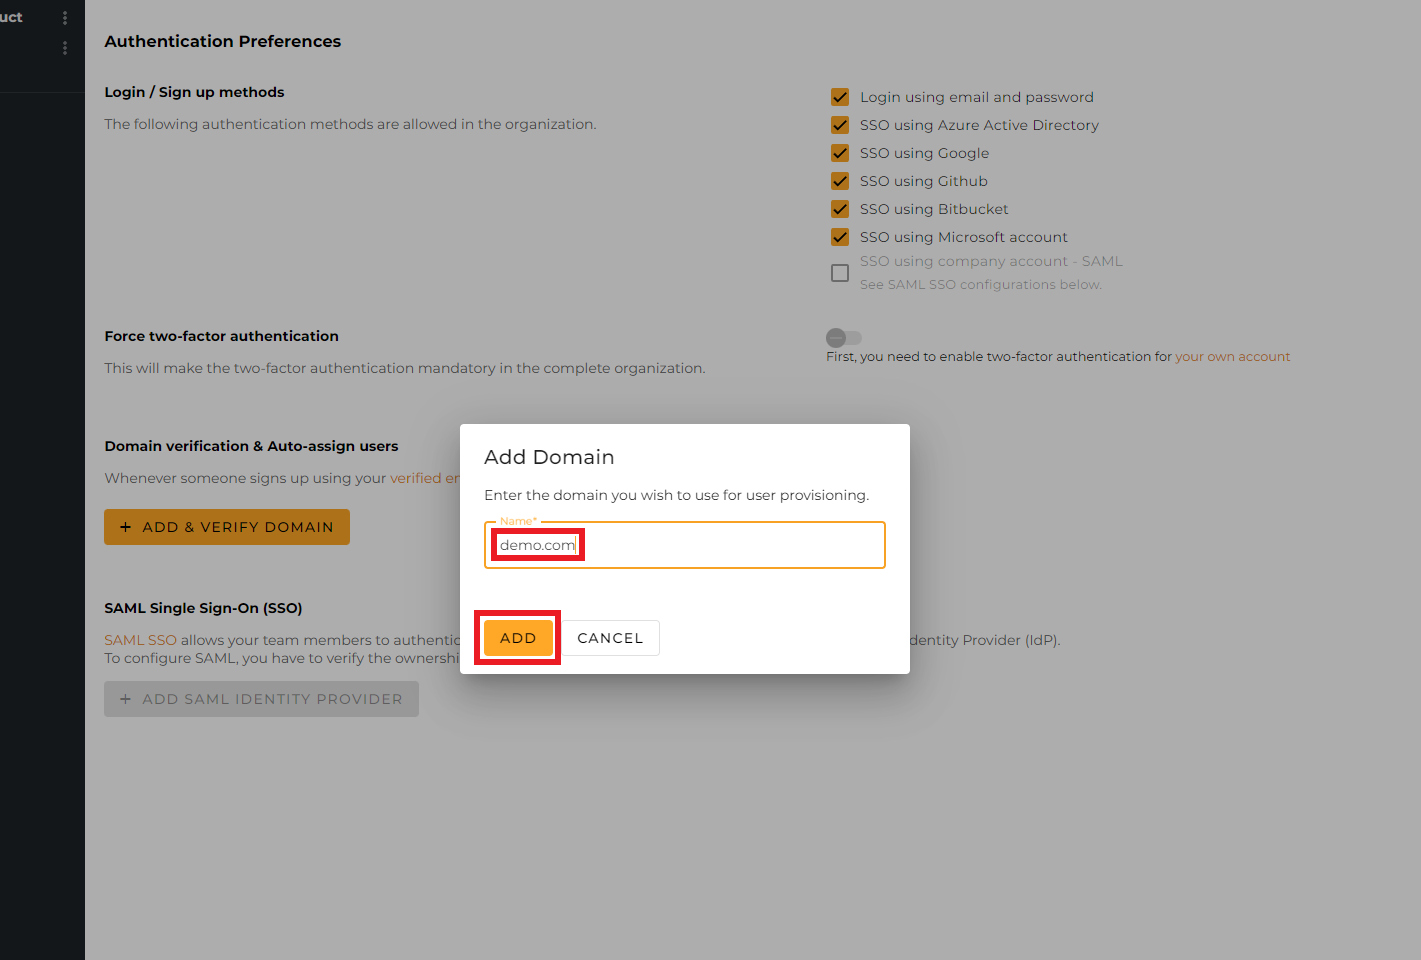 uct
Authentication Preferences
Login / Sign up methods
The following authentication methods are allowed in the organization.
Login using email and password
SSO using Azure Active Directory
SSO using Google
SSO using Github
SSO using Bitbucket
SSO using Microsoft account
SSO using company account - SAML
See SAML SSO configurations below.
Force two-factor authentication
This will make the two-factor authentication mandatory in the complete organization.
First, you need to enable two-factor authentication for your own account
Domain verification & Auto-assign users
Whenever someone signs up using your verified em
+ ADD & VERIFY DOMAIN
Add Domain
Enter the domain you wish to use for user provisioning.
Name*
demo.com
ADD
CANCEL
SAML Single Sign-On (SSO)
SAML SSO allows your team members to authentic
dentity Provider (IdP).
To configure SAML, you have to verify the ownershi
+ ADD SAML IDENTITY PROVIDER